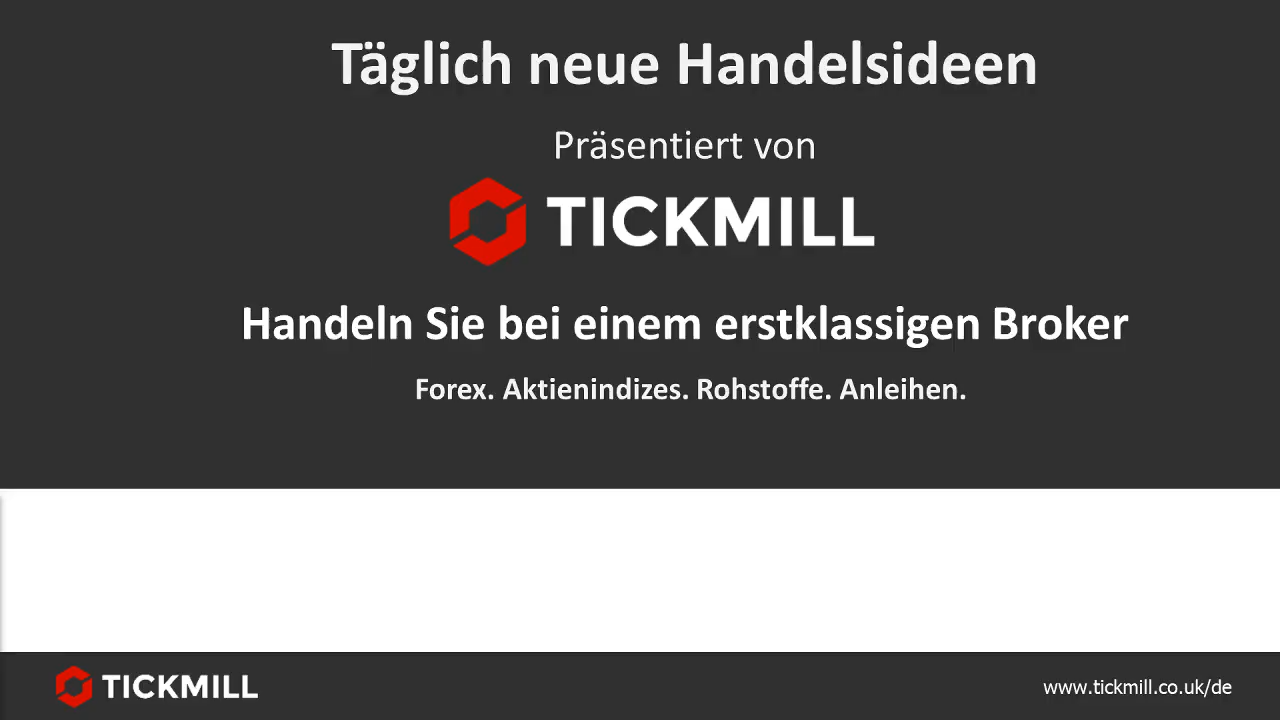 Täglich neue Handelsideen
Präsentiert von
TICKMILL
Handeln Sie bei einem erstklassigen Broker
Forex. Aktienindizes. Rohstoffe. Anleihen.
TICKMILL
www.tickmill.co.uk/de